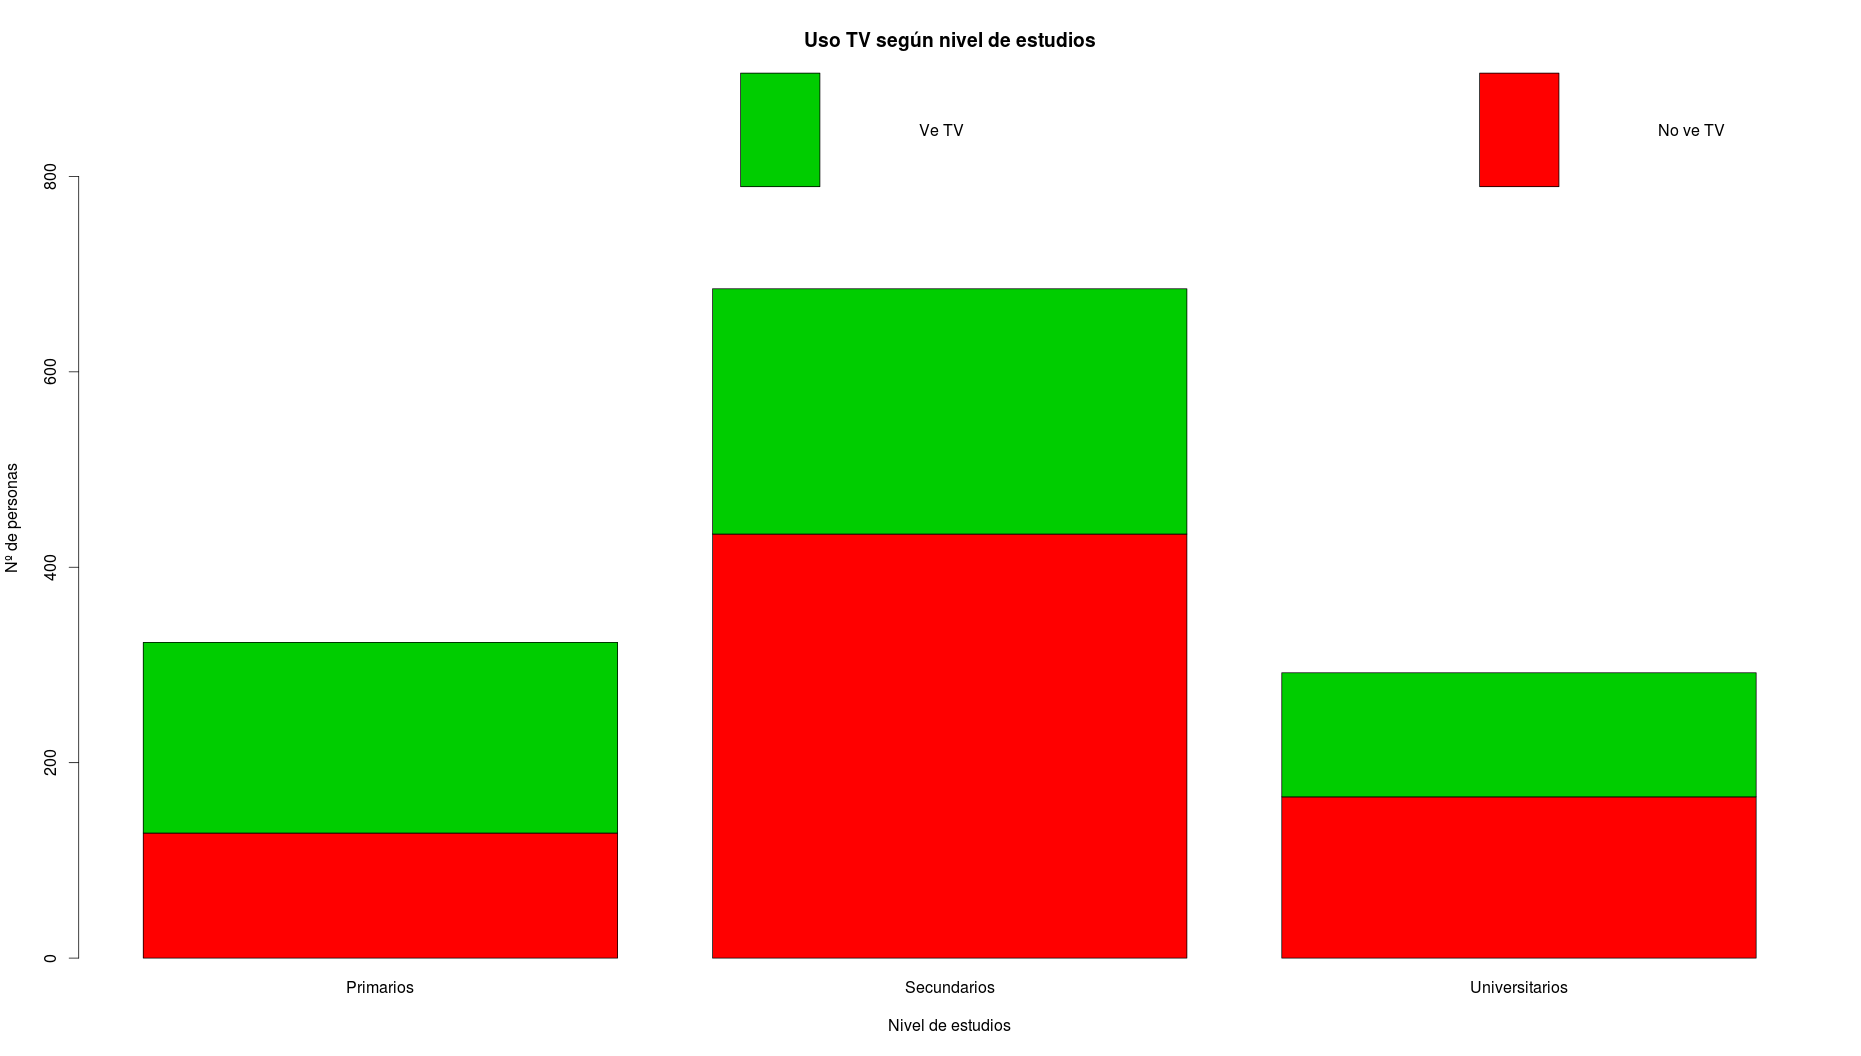 Uso TV según nivel de estudios
Ve TV
No ve TV
Nº de personas
800
600
400
200
0
Primarios
Secundarios
Universitarios
Nivel de estudios